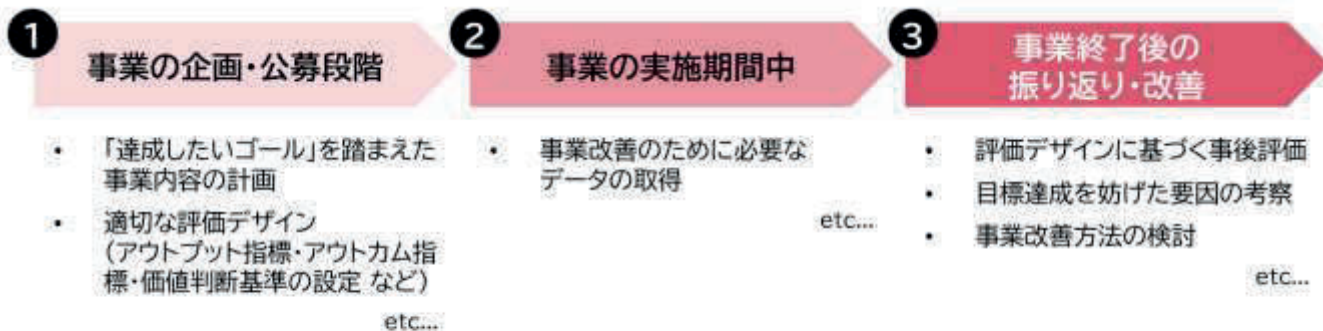 1
事業の企画・公募段階
・ 「達成したいゴール」を踏まえた
事業内容の計画
・ 適切な評価デザイン
(アウトプット指標・アウトカム指
標・価値判断基準の設定 など)
etc...
2
事業の実施期間中
・ 事業改善のために必要な
データの取得
etc...
3
事業終了後の
振り返り・改善
・ 評価デザインに基づく事後評価
・ 目標達成を妨げた要因の考察
・ 事業改善方法の検討
etc...